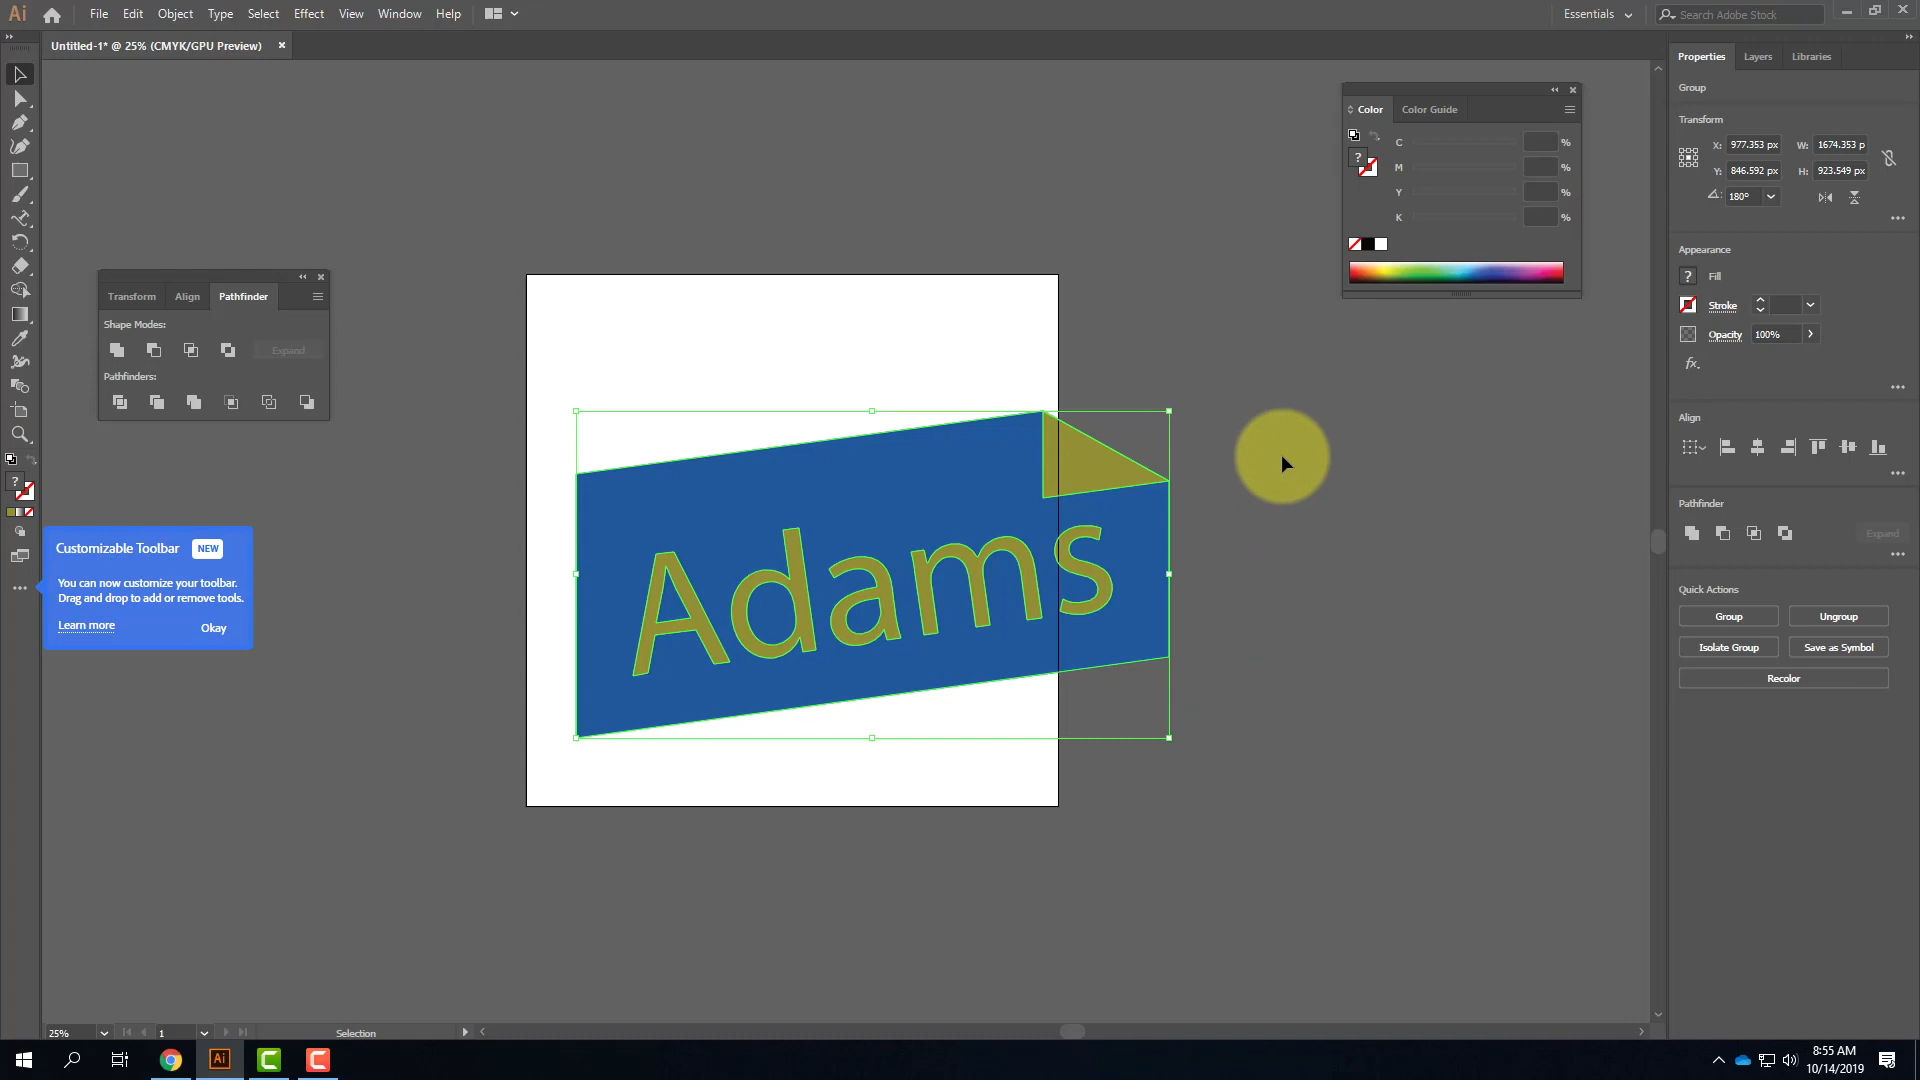 Ai
File Edit Object Type Select Effect View Window Help
Essentials
Search Adobe Stock
Untitled-1* @ 25% (CMYK/GPU Preview)
Properties Layers Libraries
Group
Transform
X: 977.353 px W: 1674.353 p
Y: 846.592 px H: 923.549 px
180°
Appearance
? Fill
Stroke
Opacity 100%
fx.
Align
Pathfinder
Expand
Quick Actions
Group Ungroup
Isolate Group Save as Symbol
Recolor
Color Color Guide
?
C %
M %
Y %
K %
Transform Align Pathfinder
Shape Modes:
Expand
Pathfinders:
?
Customizable Toolbar NEW
You can now customize your toolbar.
Drag and drop to add or remove tools.
Learn more Okay
Adams
25% 1 Selection
Ai
8:55 AM
10/14/2019